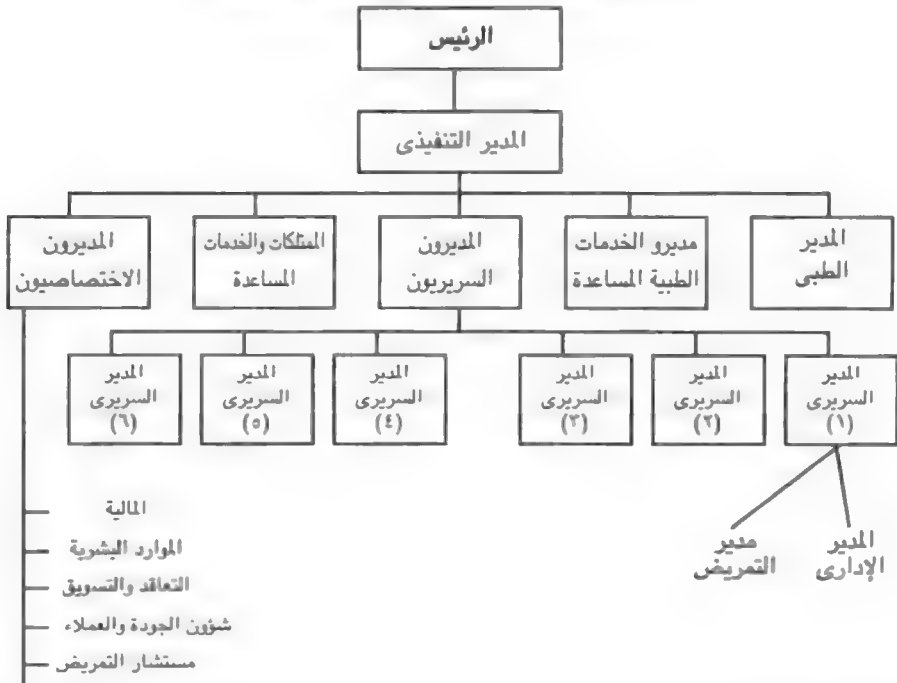 الرئيس
المدير التنفيذى
المدير
الطبى
مديرو الخدمات
الطبية المساعدة
المديرون
السريريون
الممتلكات والخدمات
المساعدة
المديرون
الاختصاصيون
المدير
السريرى
(١)
المدير
السريرى
(٢)
المدير
السريرى
(٣)
المدير
السريرى
(٤)
المدير
السريرى
(٥)
المدير
السريرى
(٦)
المدير
الإدارى
مدير
التمريض
المالية
الموارد البشرية
التعاقد والتسويق
شؤون الجودة والعملاء
مستشار التمريض